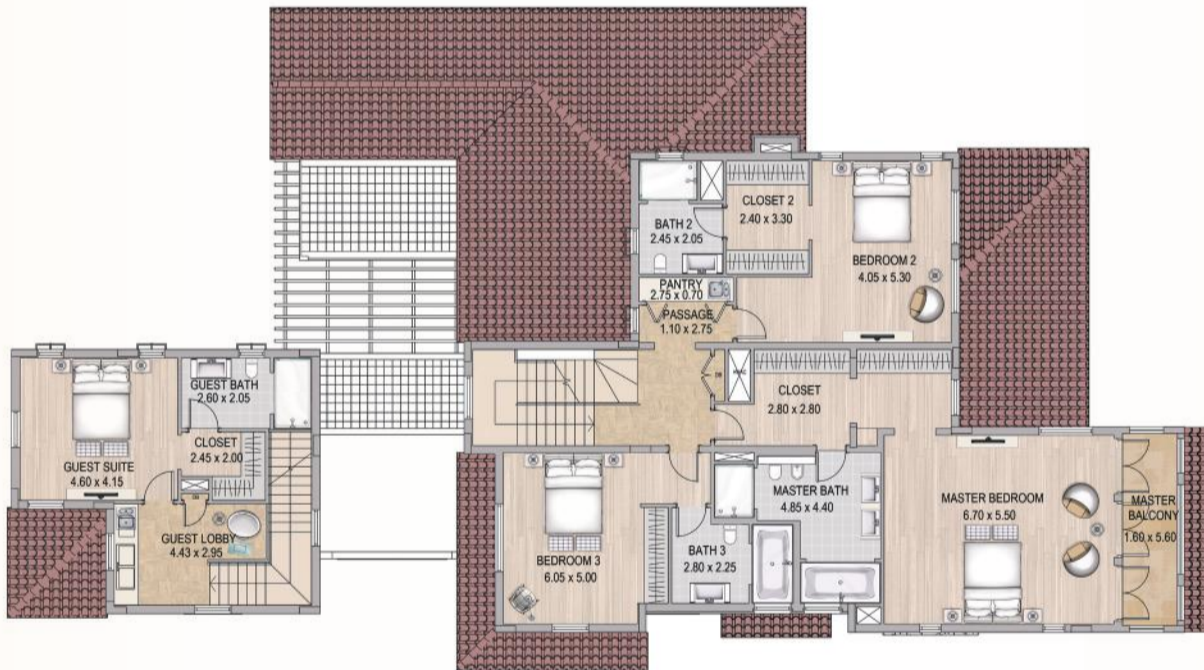 CLOSET 2
2.40 x 3.30
BATH 2
2.45 x 2.05
BEDROOM 2
4.05 x 5.30
PANTRY
2.75 x 0.70
PASSAGE
1.10 x 2.75
GUEST BATH
2.60 x 2.05
CLOSET
2.45 x 2.00
GUEST SUITE
4.60 x 4.15
GUEST LOBBY
4.43 x 2.95
CLOSET
2.80 x 2.80
MASTER BATH
4.85 x 4.40
MASTER BEDROOM
6.70 x 5.50
MASTER
BALCONY
1.60 x 5.60
BEDROOM 3
6.05 x 5.00
BATH 3
2.80 x 2.25